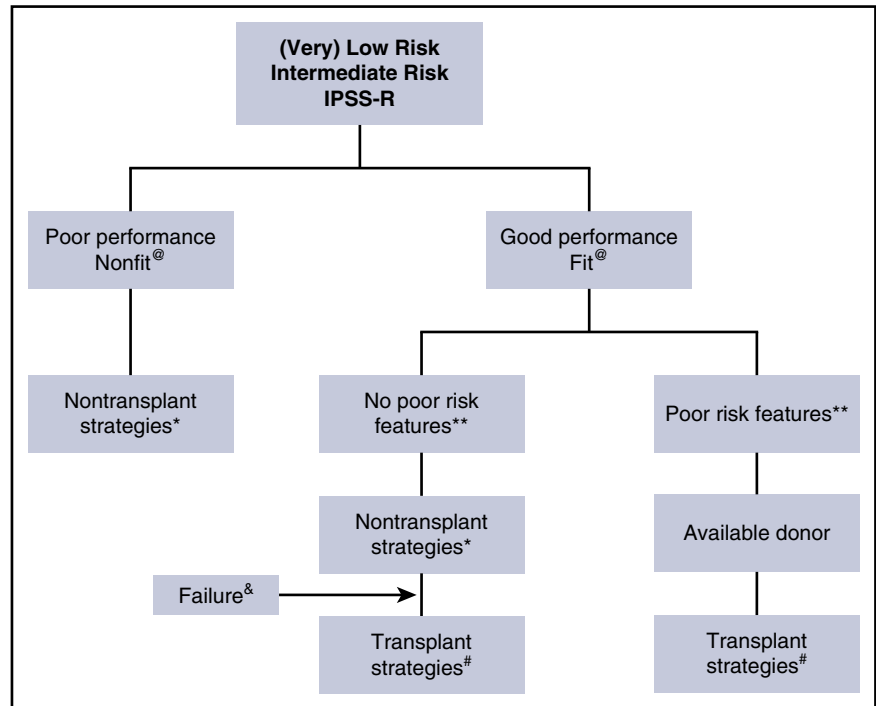 (Very) Low Risk
Intermediate Risk
IPSS-R
Poor performance
Nonfit@
Good performance
Fit@
Nontransplant
strategies*
No poor risk
features**
Poor risk features**
Nontransplant
strategies*
Available donor
Failure&
Transplant
strategies#
Transplant
strategies#